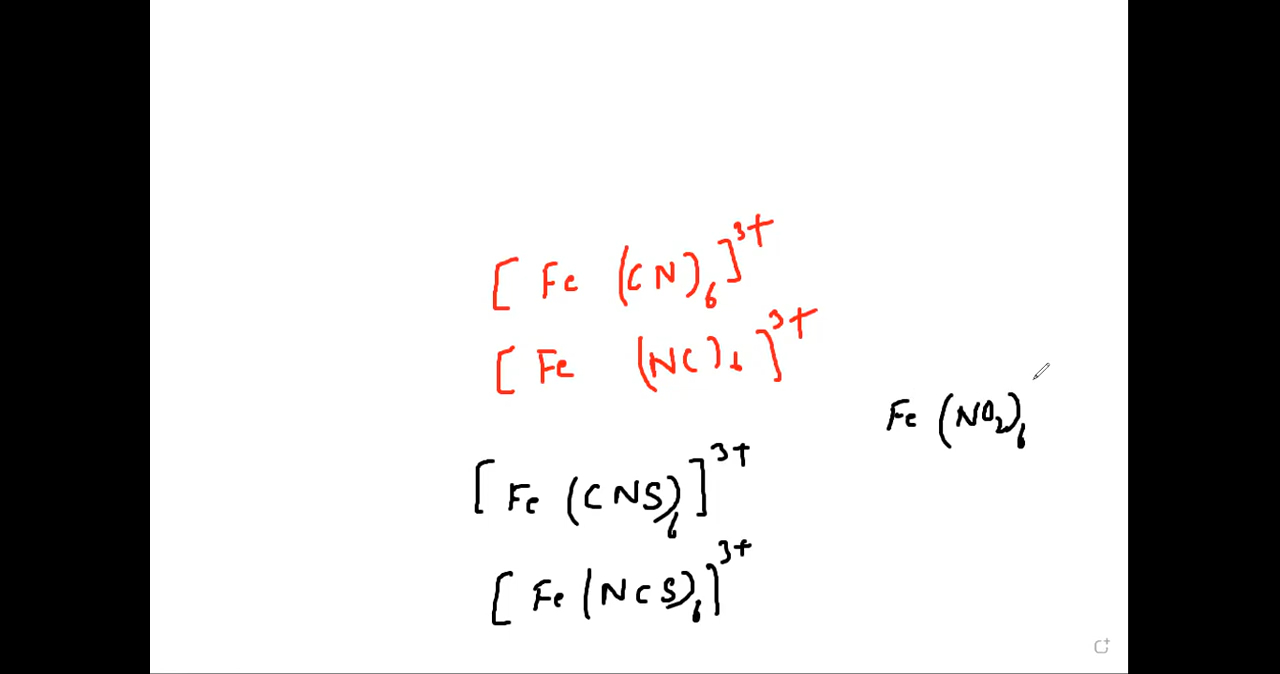 [Fe (CN)₆]³⁺
[Fe (NC)₆]³⁺
Fe (NO₂)₆
[Fe (CNS)₆]³⁺
[Fe (NCS)₆]³⁺